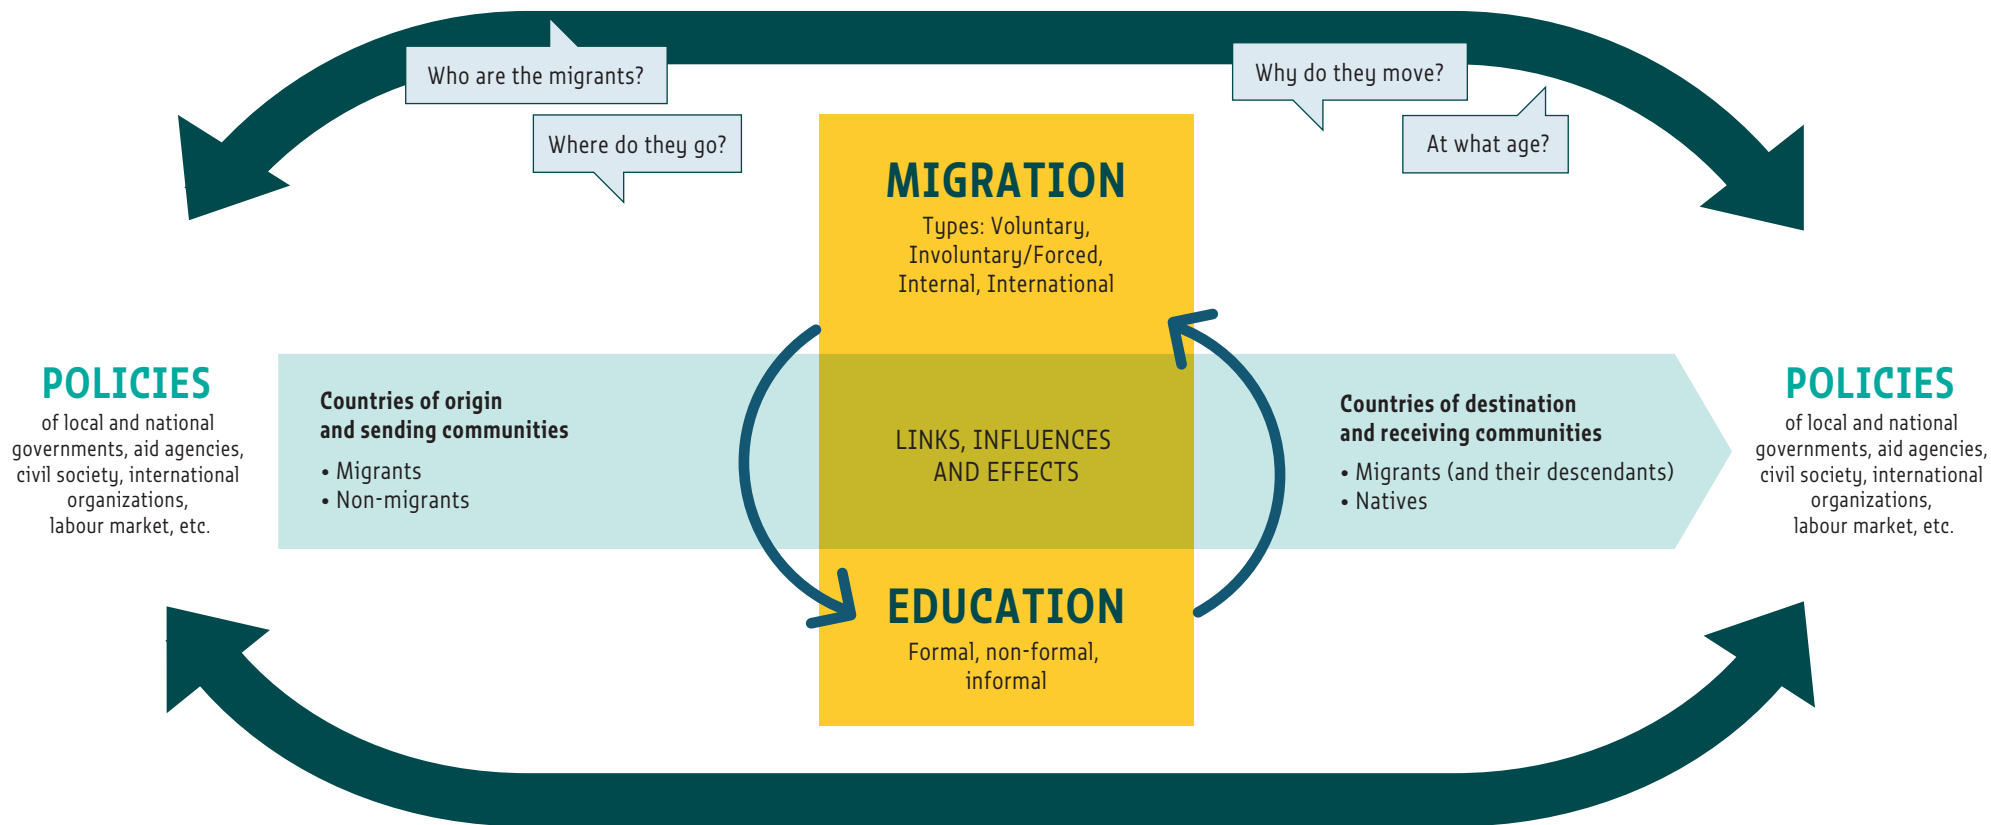 Who are the migrants?
Where do they go?
Why do they move?
At what age?
MIGRATION
Types: Voluntary,
Involuntary/Forced,
Internal, International
POLICIES
of local and national
governments, aid agencies,
civil society, international
organizations,
labour market, etc.
Countries of origin
and sending communities
• Migrants
• Non-migrants
LINKS, INFLUENCES
AND EFFECTS
Countries of destination
and receiving communities
• Migrants (and their descendants)
• Natives
POLICIES
of local and national
governments, aid agencies,
civil society, international
organizations,
labour market, etc.
EDUCATION
Formal, non-formal,
informal